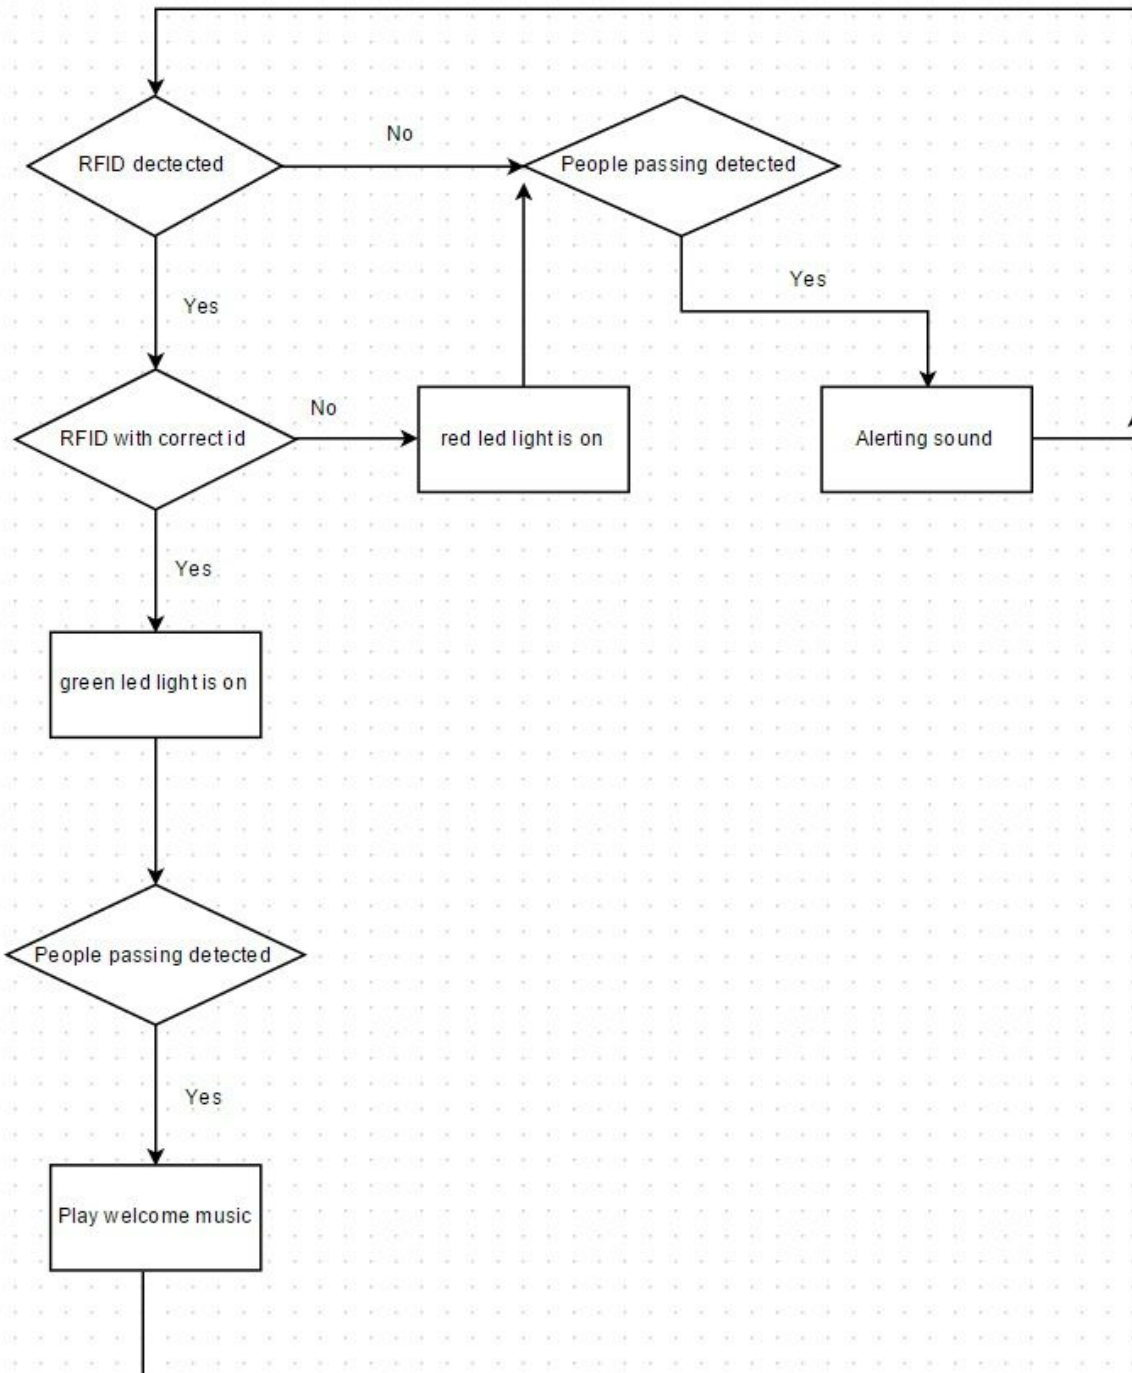 No
RFID dectected
People passing detected
Yes
Yes
No
RFID with correct id
red led light is on
Alerting sound
Yes
green led light is on
People passing detected
Yes
Play welcome music